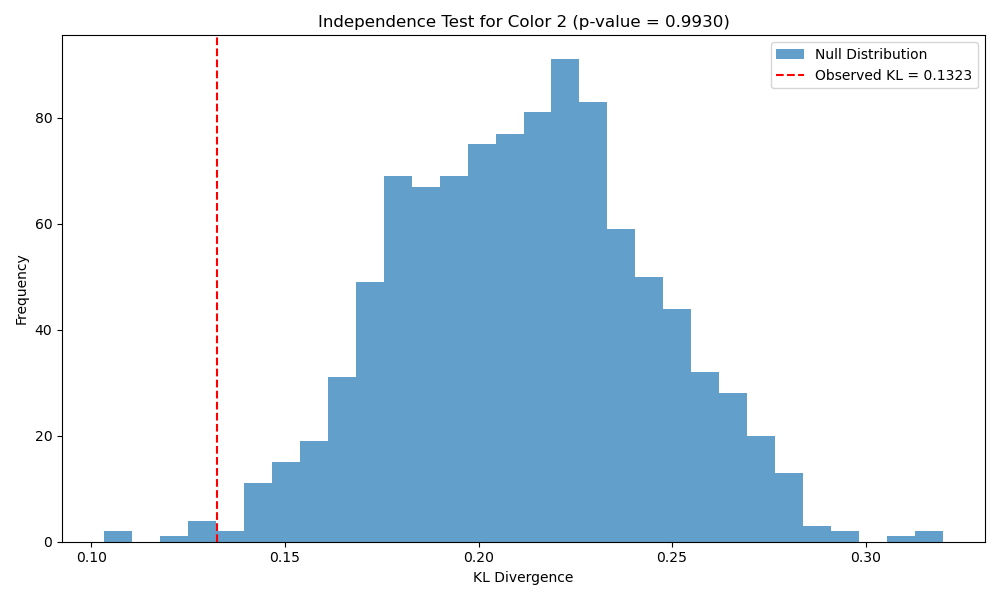 Independence Test for Color 2 (p-value = 0.9930)
Null Distribution
Observed KL = 0.1323
Frequency
80
60
40
20
0
0.10 0.15 0.20 0.25 0.30
KL Divergence